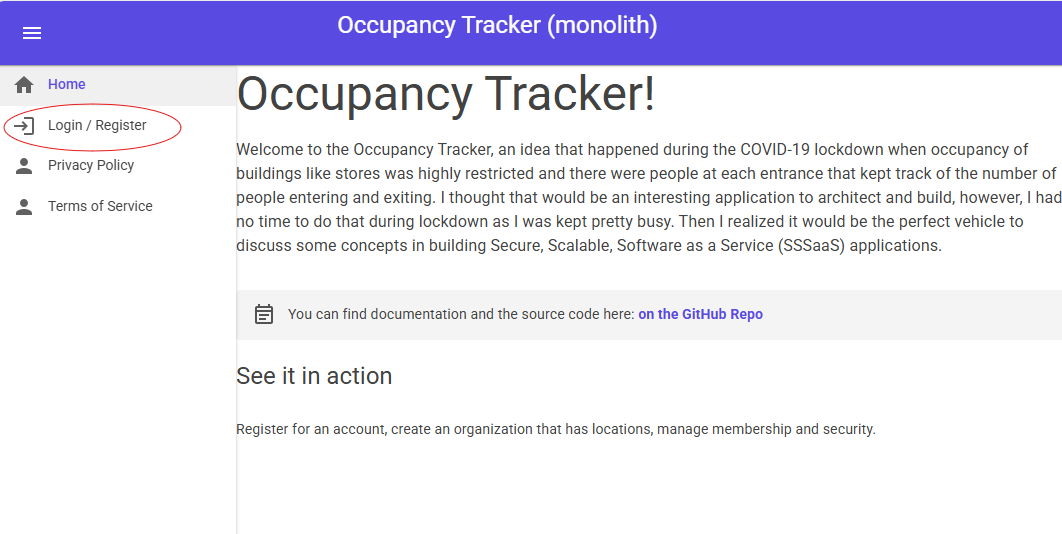 Occupancy Tracker (monolith)
Home
Login / Register
Privacy Policy
Terms of Service
Occupancy Tracker!
Welcome to the Occupancy Tracker, an idea that happened during the COVID-19 lockdown when occupancy of
buildings like stores was highly restricted and there were people at each entrance that kept track of the number of
people entering and exiting. I thought that would be an interesting application to architect and build, however, I had
no time to do that during lockdown as I was kept pretty busy. Then I realized it would be the perfect vehicle to
discuss some concepts in building Secure, Scalable, Software as a Service (SSSaaS) applications.
You can find documentation and the source code here: on the GitHub Repo
See it in action
Register for an account, create an organization that has locations, manage membership and security.